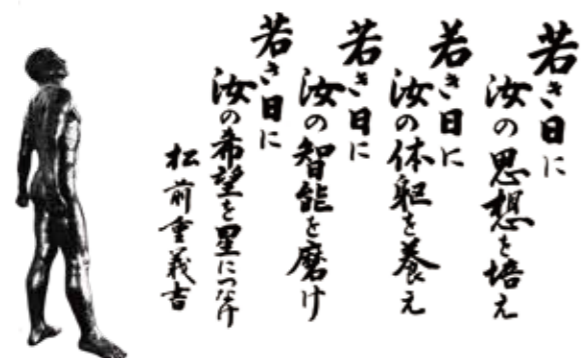 若き日に
汝の思想を培え
若き日に
汝の体躯を養え
若き日に
汝の智能を磨け
若き日に
汝の希望を星につなげ
松前重義